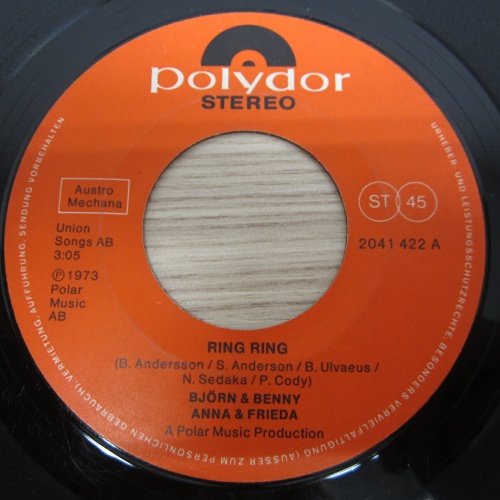 polydor
STEREO
Austro
Mechana
ST 45
Union
Songs AB
3:05
2041 422 A
℗ 1973
Polar
Music
AB
RING RING
(B. Andersson / S. Anderson / B. Ulvaeus /
N. Sedaka / P. Cody)
BJÖRN & BENNY
ANNA & FRIEDA
A Polar Music Production
URHEBER- UND LEISTUNGSSCHUTZRECHTE, BESONDERS VERVIELFÄLTIGUNG (AUSSER ZUM PERSÖNLICHEN GEBRAUCH), VERMIETUNG, AUFFÜHRUNG, SENDUNG VORBEHALTEN